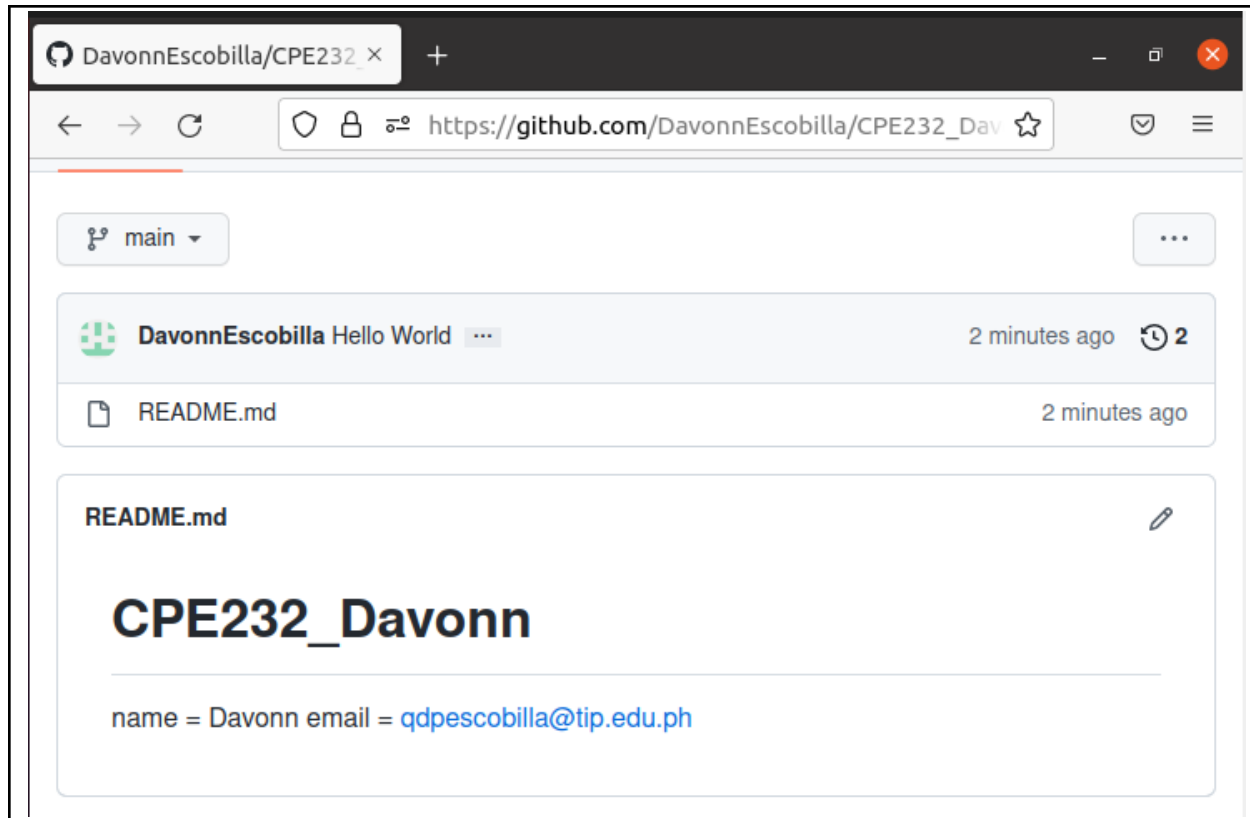 DavonnEscobilla/CPE232_
https://github.com/DavonnEscobilla/CPE232_Dav
main
DavonnEscobilla Hello World ... 2 minutes ago 2
README.md 2 minutes ago
README.md
CPE232_Davonn
name = Davonn email = qdpescobilla@tip.edu.ph